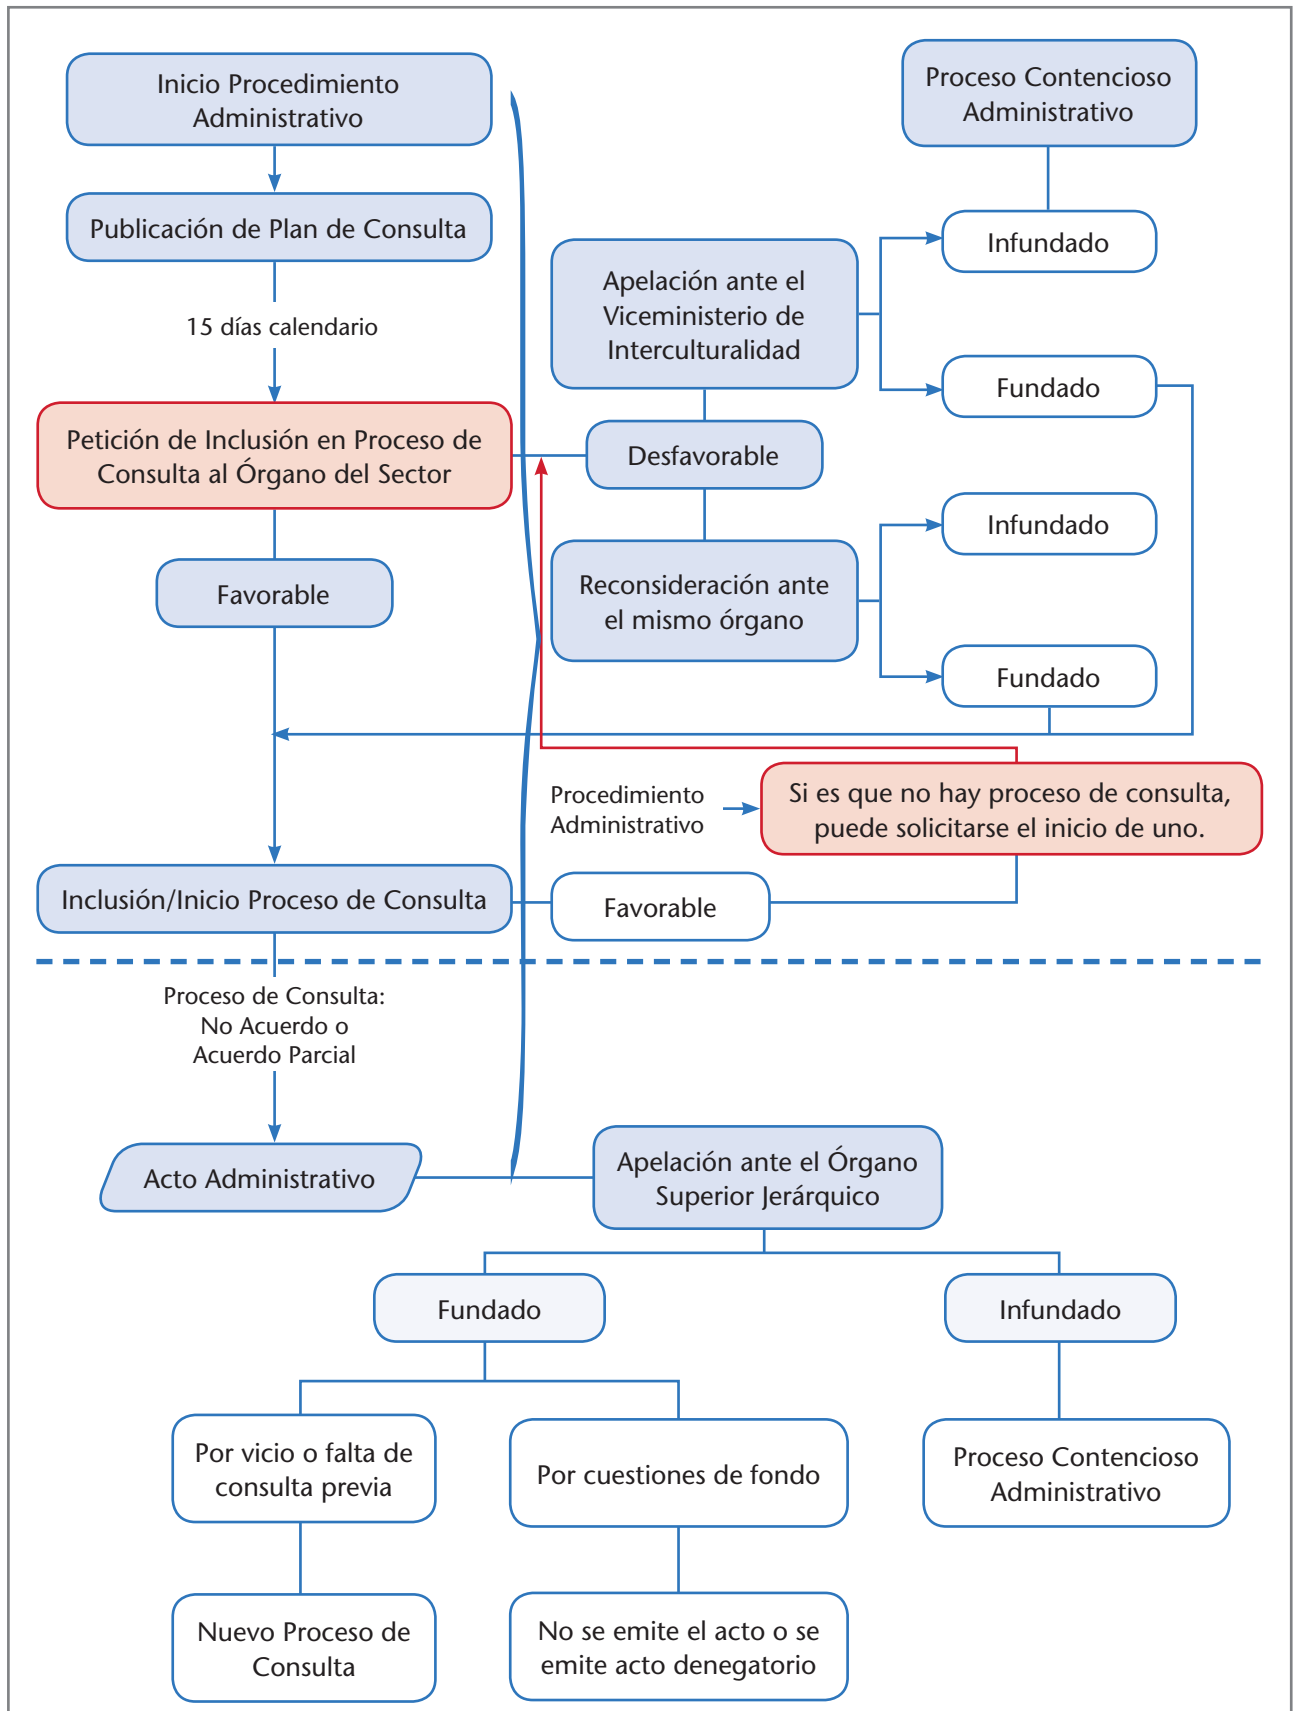 Inicio Procedimiento
Administrativo
Publicación de Plan de Consulta
15 días calendario
Petición de Inclusión en Proceso de
Consulta al Órgano del Sector
Favorable
Proceso Contencioso
Administrativo
Infundado
Apelación ante el
Viceministerio de
Interculturalidad
Fundado
Desfavorable
Infundado
Reconsideración ante
el mismo órgano
Fundado
Procedimiento
Administrativo
Si es que no hay proceso de consulta,
puede solicitarse el inicio de uno.
Inclusión/Inicio Proceso de Consulta
Favorable
Proceso de Consulta:
No Acuerdo o
Acuerdo Parcial
Acto Administrativo
Apelación ante el Órgano
Superior Jerárquico
Fundado
Infundado
Por vicio o falta de
consulta previa
Por cuestiones de fondo
Proceso Contencioso
Administrativo
Nuevo Proceso de
Consulta
No se emite el acto o se
emite acto denegatorio